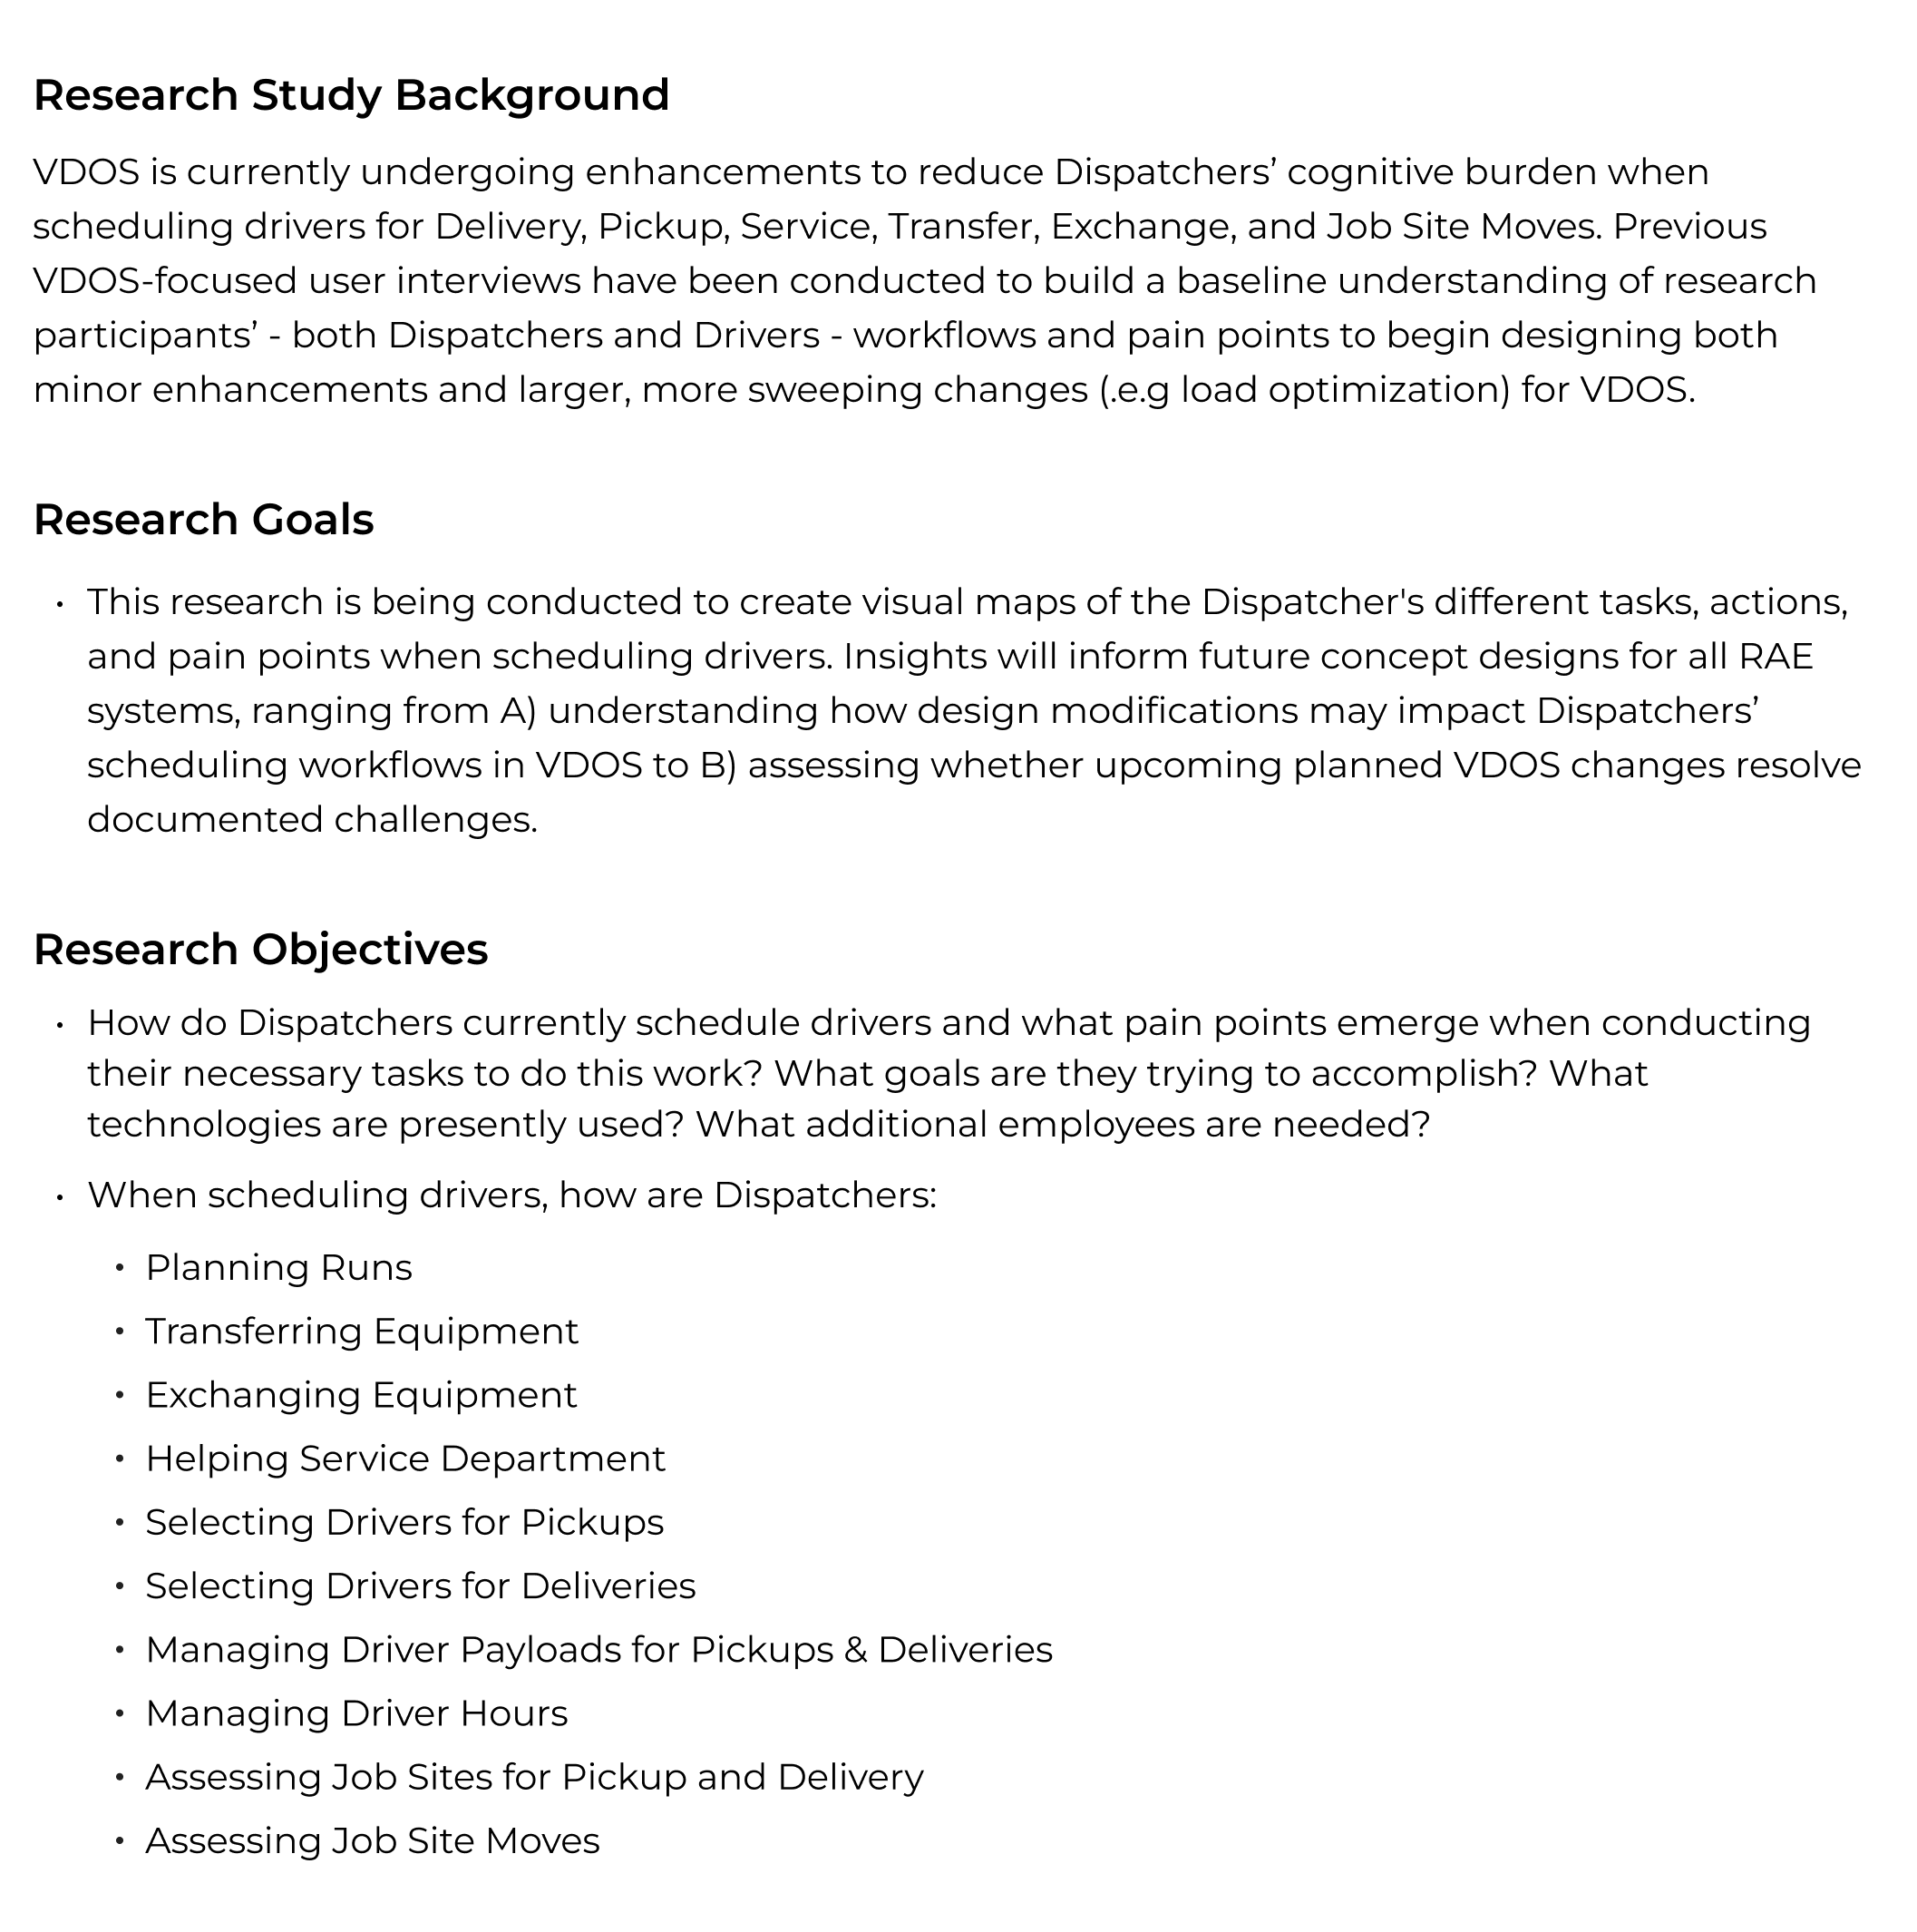 Research Study Background
VDOS is currently undergoing enhancements to reduce Dispatchers’ cognitive burden when
scheduling drivers for Delivery, Pickup, Service, Transfer, Exchange, and Job Site Moves. Previous
VDOS-focused user interviews have been conducted to build a baseline understanding of research
participants’ - both Dispatchers and Drivers - workflows and pain points to begin designing both
minor enhancements and larger, more sweeping changes (.e.g load optimization) for VDOS.
Research Goals
• This research is being conducted to create visual maps of the Dispatcher's different tasks, actions,
and pain points when scheduling drivers. Insights will inform future concept designs for all RAE
systems, ranging from A) understanding how design modifications may impact Dispatchers’
scheduling workflows in VDOS to B) assessing whether upcoming planned VDOS changes resolve
documented challenges.
Research Objectives
• How do Dispatchers currently schedule drivers and what pain points emerge when conducting
their necessary tasks to do this work? What goals are they trying to accomplish? What
technologies are presently used? What additional employees are needed?
• When scheduling drivers, how are Dispatchers:
• Planning Runs
• Transferring Equipment
• Exchanging Equipment
• Helping Service Department
• Selecting Drivers for Pickups
• Selecting Drivers for Deliveries
• Managing Driver Payloads for Pickups & Deliveries
• Managing Driver Hours
• Assessing Job Sites for Pickup and Delivery
• Assessing Job Site Moves